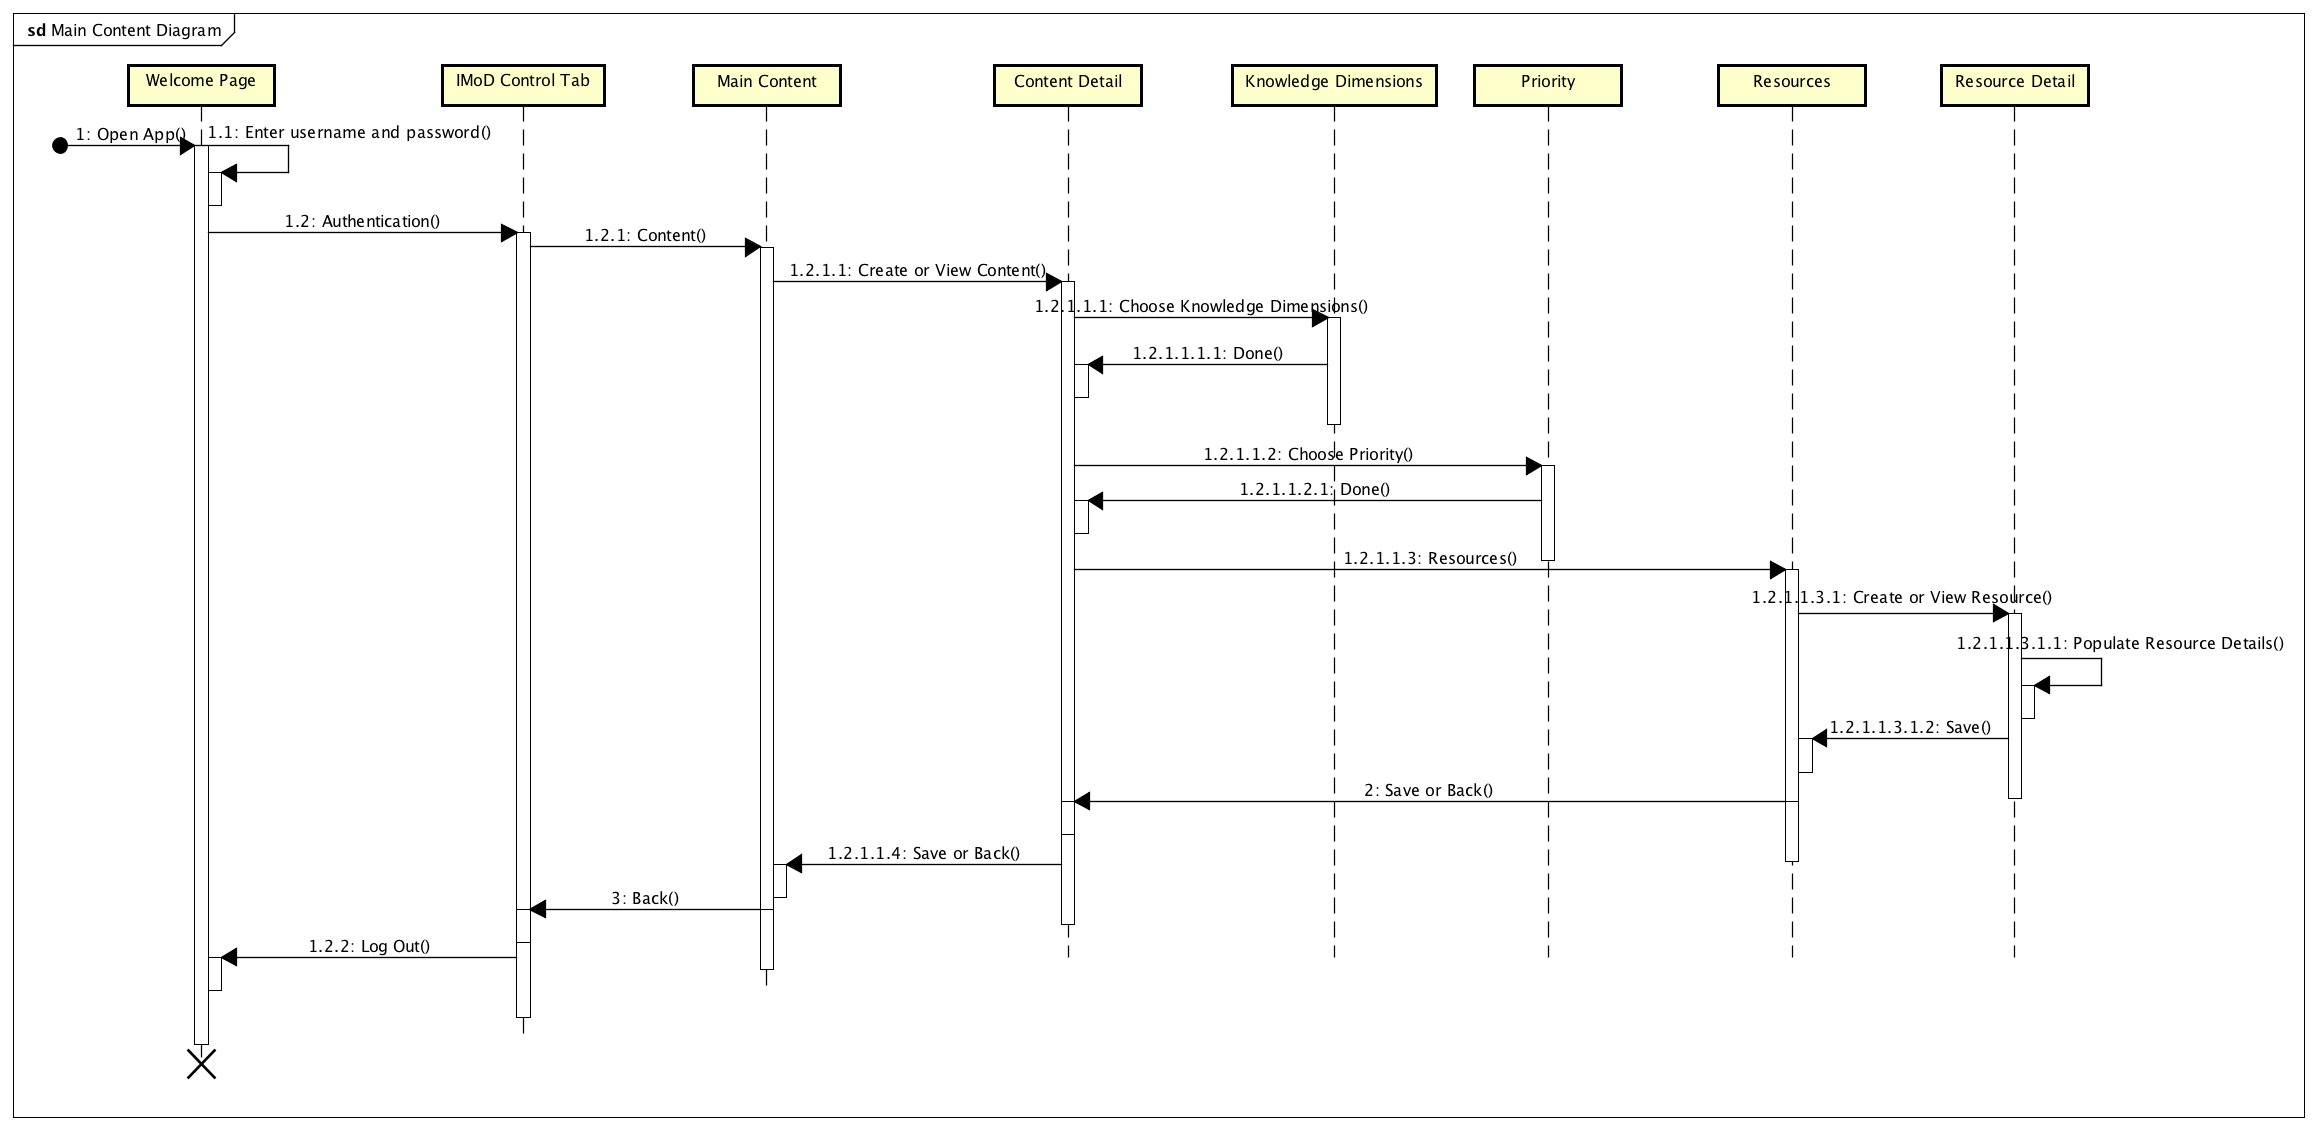 sd Main Content Diagram
Welcome Page
IMoD Control Tab
Main Content
Content Detail
Knowledge Dimensions
Priority
Resources
Resource Detail
1: Open App()
1.1: Enter username and password()
1.2: Authentication()
1.2.1: Content()
1.2.1.1: Create or View Content()
1.2.1.1.1: Choose Knowledge Dimensions()
1.2.1.1.1.1: Done()
1.2.1.1.2: Choose Priority()
1.2.1.1.2.1: Done()
1.2.1.1.3: Resources()
1.2.1.1.3.1: Create or View Resource()
1.2.1.1.3.1.1: Populate Resource Details()
1.2.1.1.3.1.2: Save()
2: Save or Back()
1.2.1.1.4: Save or Back()
3: Back()
1.2.2: Log Out()